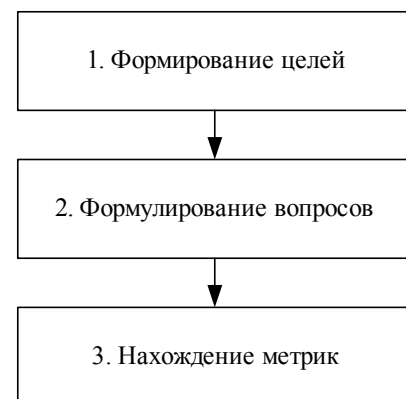 1. Формирование целей
2. Формулирование вопросов
3. Нахождение метрик